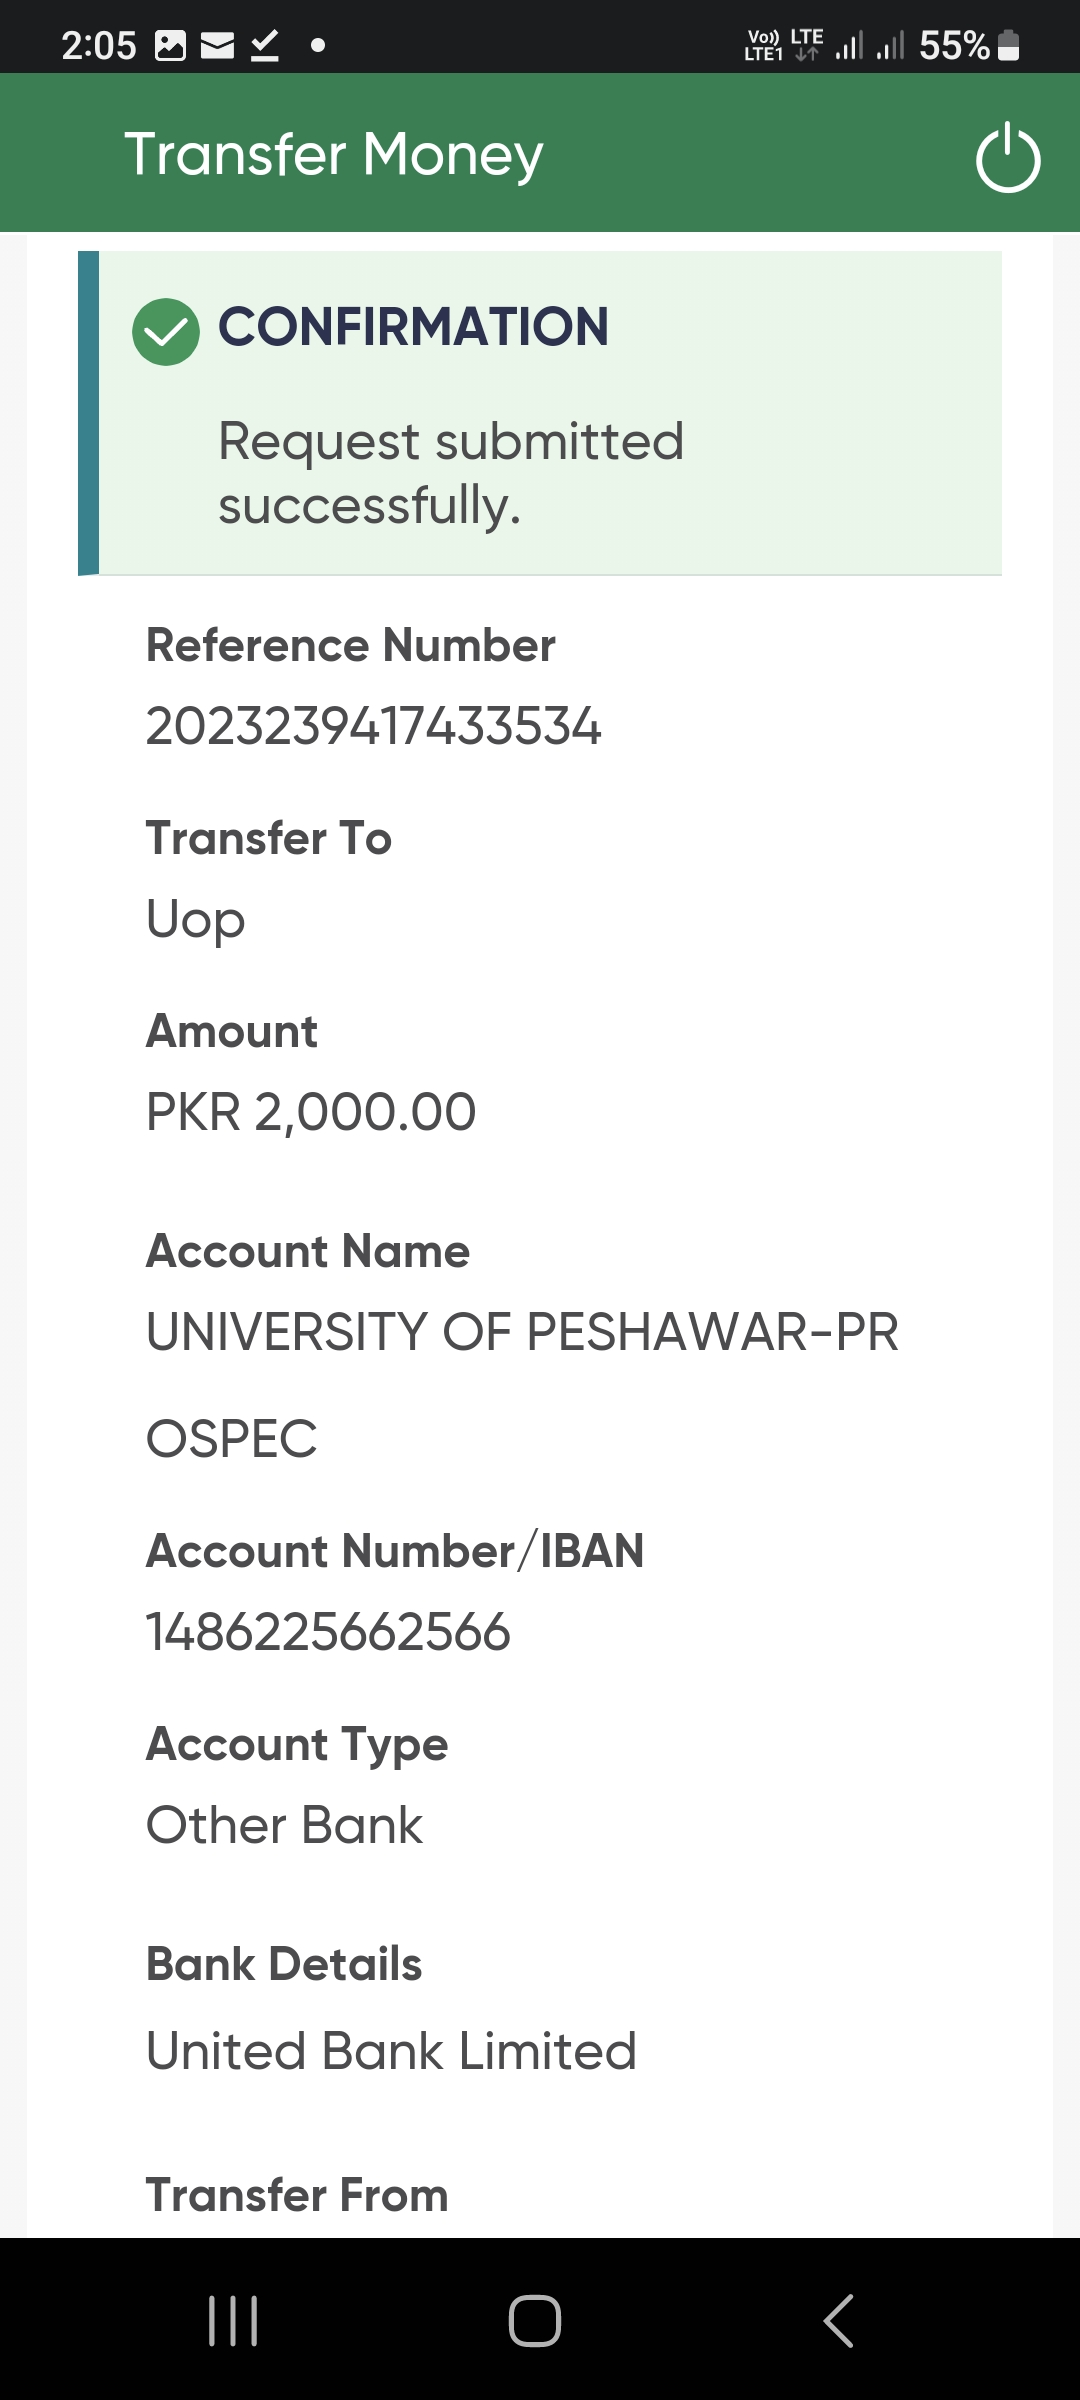 2:05 Vo)) LTE1 LTE 55%
Transfer Money
CONFIRMATION
Request submitted
successfully.
Reference Number
2023239417433534
Transfer To
Uop
Amount
PKR 2,000.00
Account Name
UNIVERSITY OF PESHAWAR-PR
OSPEC
Account Number/IBAN
1486225662566
Account Type
Other Bank
Bank Details
United Bank Limited
Transfer From